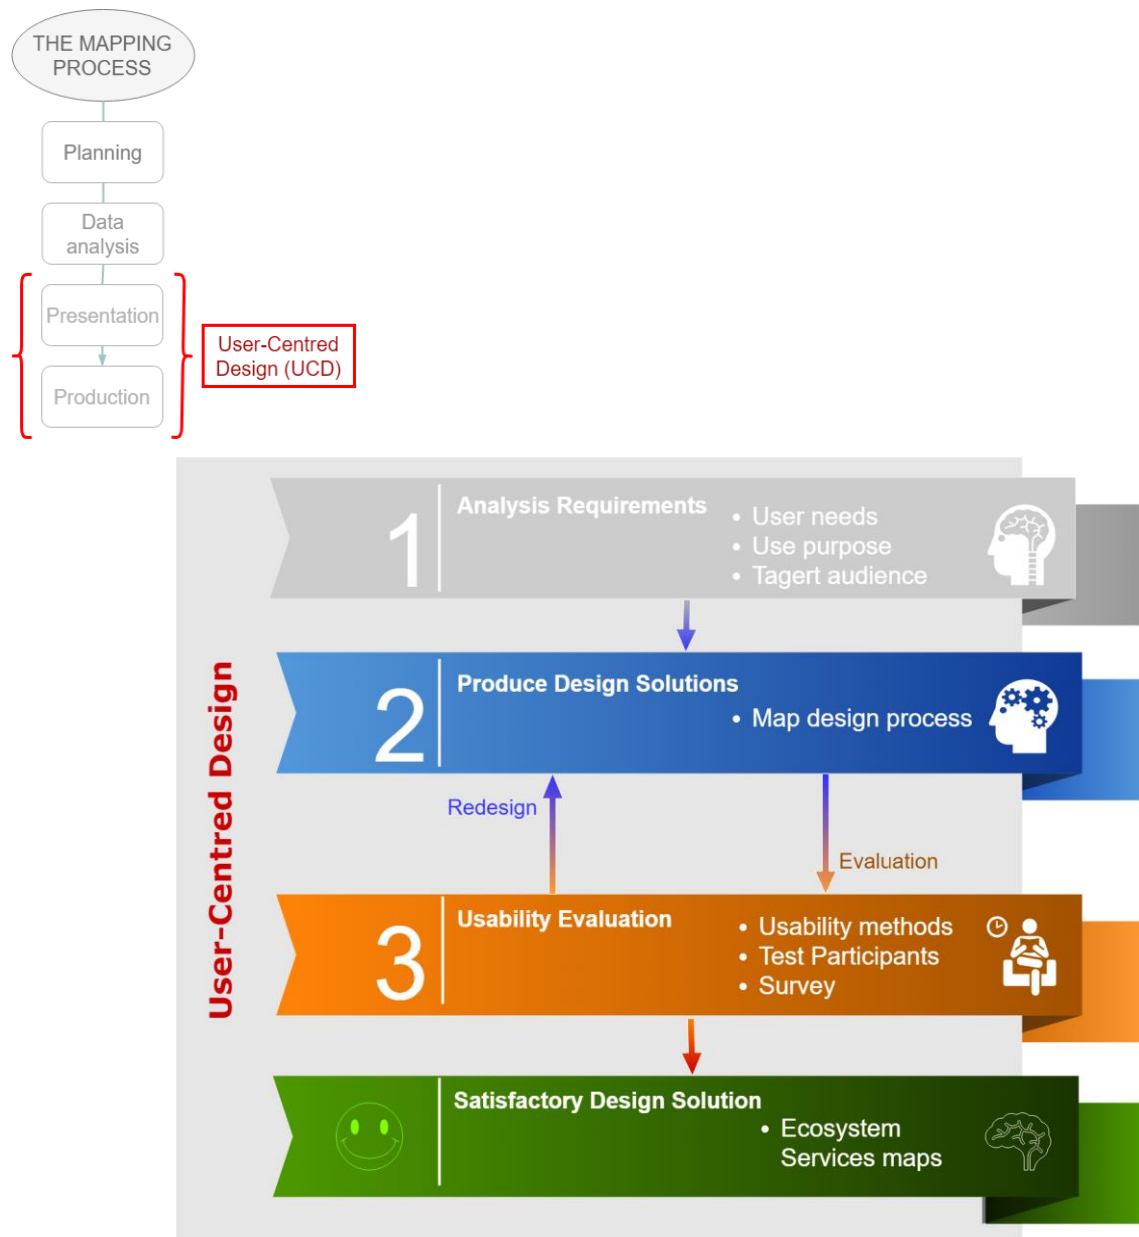 THE MAPPING
PROCESS
Planning
Data
analysis
Presentation
Production
User-Centred
Design (UCD)
User-Centred Design
1
Analysis Requirements
• User needs
• Use purpose
• Tagert audience
2
Produce Design Solutions
• Map design process
Redesign
Evaluation
3
Usability Evaluation
• Usability methods
• Test Participants
• Survey
Satisfactory Design Solution
• Ecosystem
Services maps